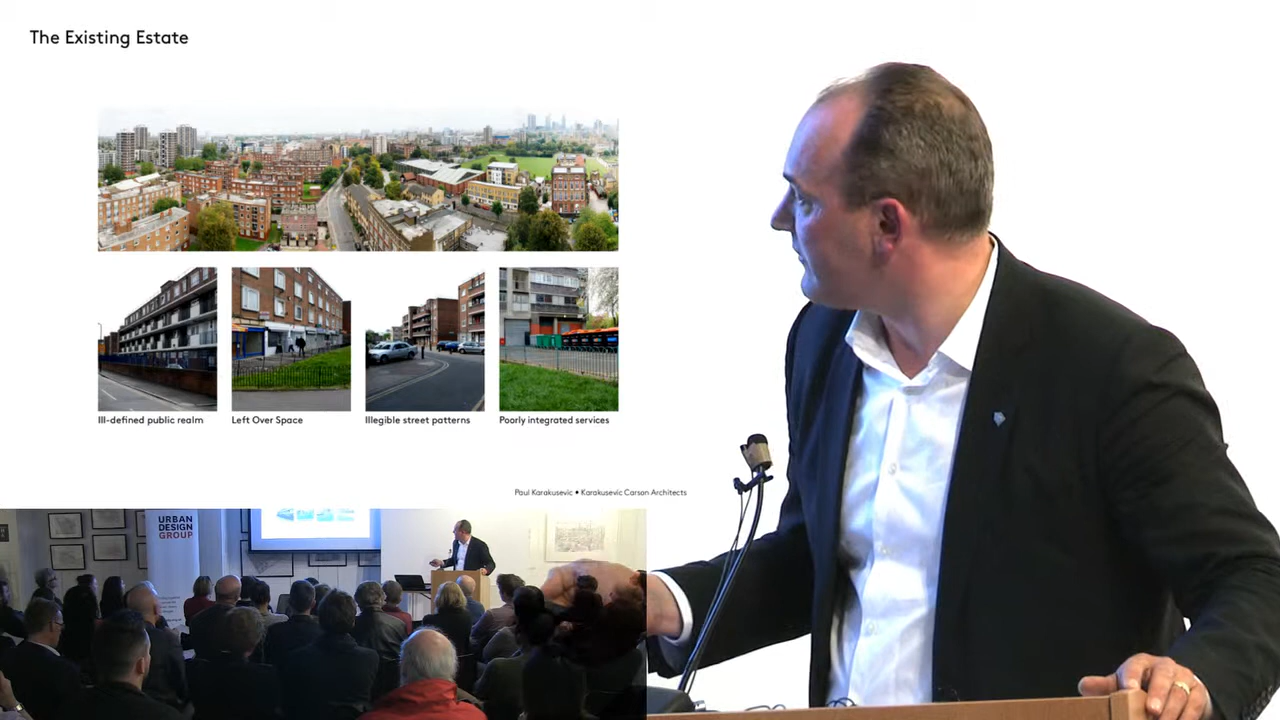 The Existing Estate
Ill-defined public realm
Left Over Space
Illegible street patterns
Poorly integrated services
Paul Karakusevic • Karakusevic Carson Architects
URBAN
DESIGN
GROUP